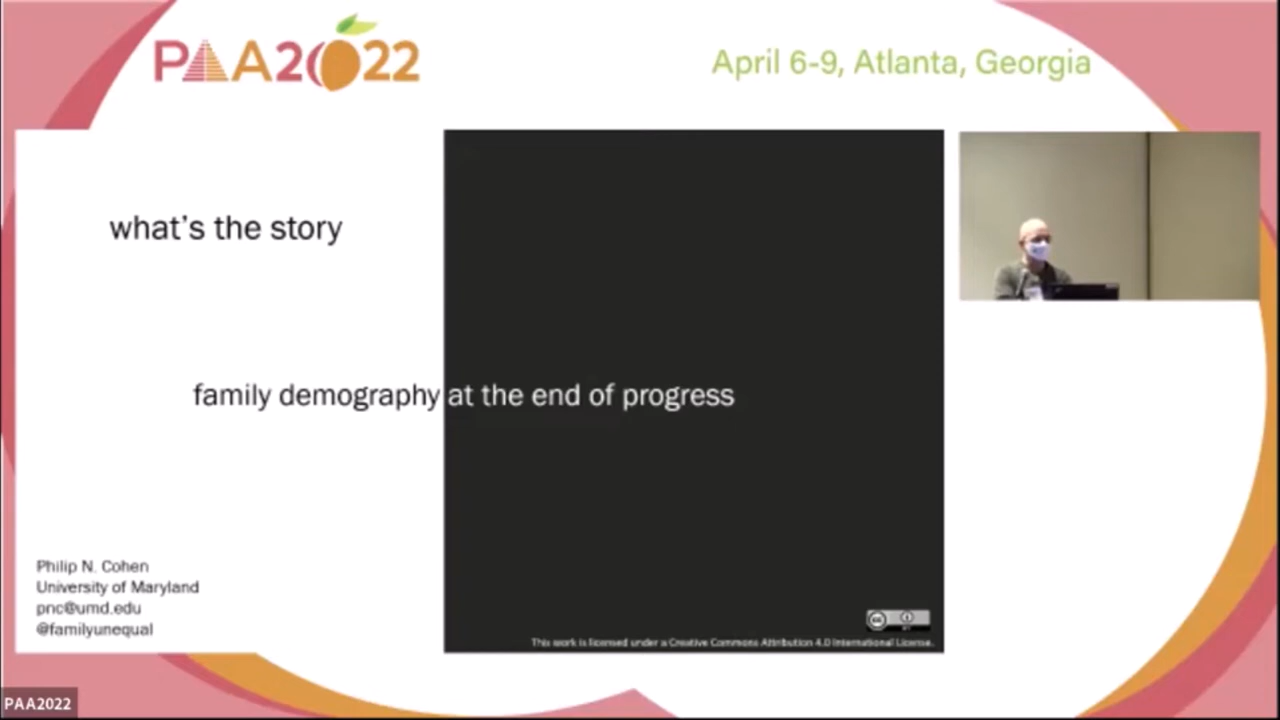 PAA2022
April 6-9, Atlanta, Georgia
what's the story
family demography at the end of progress
Philip N. Cohen
University of Maryland
pnc@umd.edu
@familyunequal
cc
This work is licensed under a Creative Commons Attribution 4.0 International License.
PAA2022